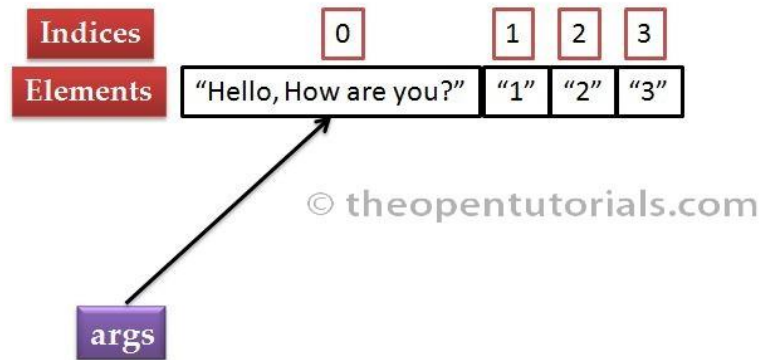 Indices 0 1 2 3
Elements “Hello, How are you?” “1” “2” “3”
© theopentutorials.com
args